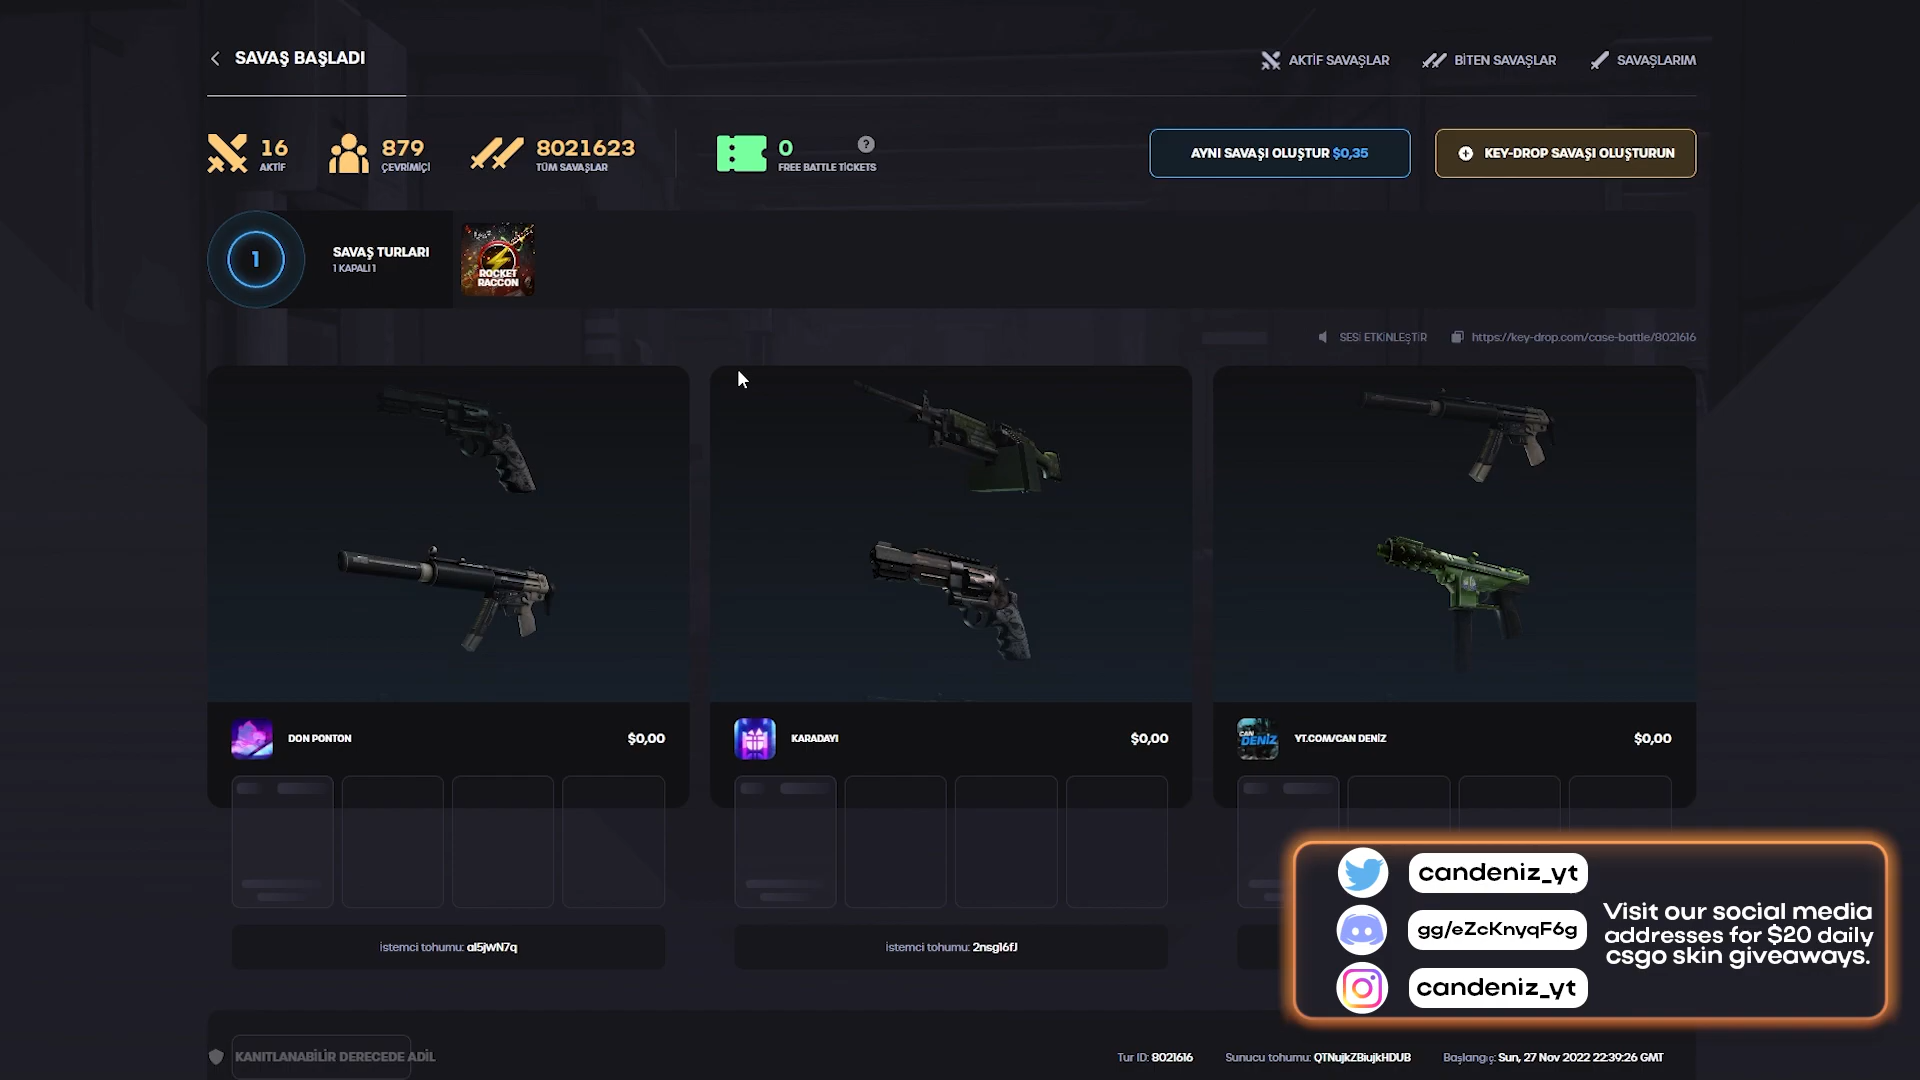 SAVAŞ BAŞLADI
AKTİF SAVAŞLAR
BİTEN SAVAŞLAR
SAVAŞLARIM
16
AKTİF
879
ÇEVRİMİÇİ
8021623
TÜM SAVAŞLAR
0
?
FREE BATTLE TICKETS
AYNI SAVAŞI OLUŞTUR $0,35
KEY-DROP SAVAŞI OLUŞTURUN
1
SAVAŞ TURLARI
1 KAPALI 1
ROCKET
RACCON
SESİ ETKİNLEŞTİR
https://key-drop.com/case-battle/8021616
DON PONTON
$0,00
KARADAYI
$0,00
CAN
DENİZ
YT.COM/CAN DENİZ
$0,00
İstemci tohumu: al5jwN7q
İstemci tohumu: 2nsgl6fJ
candeniz_yt
gg/eZcKnyqF6g
candeniz_yt
Visit our social media
addresses for $20 daily
csgo skin giveaways.
KANITLANABİLİR DERECEDE ADİL
Tur ID: 8021616
Sunucu tohumu: QTNujkZBiujkHDUB
Başlangıç: Sun, 27 Nov 2022 22:39:26 GMT